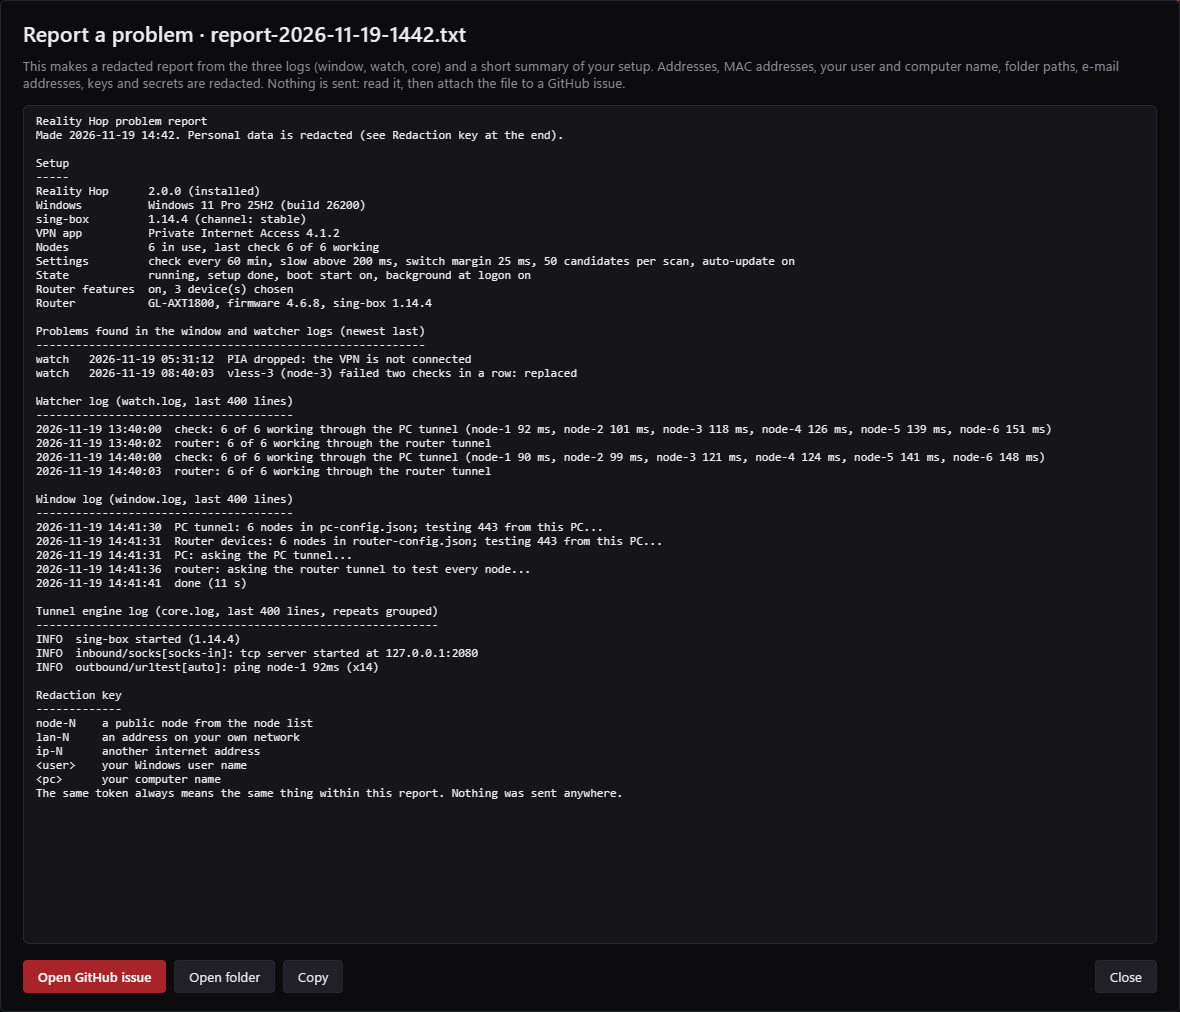 Report a problem · report-2026-11-19-1442.txt
This makes a redacted report from the three logs (window, watch, core) and a short summary of your setup. Addresses, MAC addresses, your user and computer name, folder paths, e-mail
addresses, keys and secrets are redacted. Nothing is sent: read it, then attach the file to a GitHub issue.
Reality Hop problem report
Made 2026-11-19 14:42. Personal data is redacted (see Redaction key at the end).
Setup
-----
Reality Hop      2.0.0 (installed)
Windows          Windows 11 Pro 25H2 (build 26200)
sing-box         1.14.4 (channel: stable)
VPN app          Private Internet Access 4.1.2
Nodes            6 in use, last check 6 of 6 working
Settings         check every 60 min, slow above 200 ms, switch margin 25 ms, 50 candidates per scan, auto-update on
State            running, setup done, boot start on, background at logon on
Router features  on, 3 device(s) chosen
Router           GL-AXT1800, firmware 4.6.8, sing-box 1.14.4
Problems found in the window and watcher logs (newest last)
-----------------------------------------------------------
watch   2026-11-19 05:31:12  PIA dropped: the VPN is not connected
watch   2026-11-19 08:40:03  vless-3 (node-3) failed two checks in a row: replaced
Watcher log (watch.log, last 400 lines)
---------------------------------------
2026-11-19 13:40:00  check: 6 of 6 working through the PC tunnel (node-1 92 ms, node-2 101 ms, node-3 118 ms, node-4 126 ms, node-5 139 ms, node-6 151 ms)
2026-11-19 13:40:02  router: 6 of 6 working through the router tunnel
2026-11-19 14:40:00  check: 6 of 6 working through the PC tunnel (node-1 90 ms, node-2 99 ms, node-3 121 ms, node-4 124 ms, node-5 141 ms, node-6 148 ms)
2026-11-19 14:40:03  router: 6 of 6 working through the router tunnel
Window log (window.log, last 400 lines)
---------------------------------------
2026-11-19 14:41:30  PC tunnel: 6 nodes in pc-config.json; testing 443 from this PC...
2026-11-19 14:41:31  Router devices: 6 nodes in router-config.json; testing 443 from this PC...
2026-11-19 14:41:31  PC: asking the PC tunnel...
2026-11-19 14:41:36  router: asking the router tunnel to test every node...
2026-11-19 14:41:41  done (11 s)
Tunnel engine log (core.log, last 400 lines, repeats grouped)
-------------------------------------------------------------
INFO  sing-box started (1.14.4)
INFO  inbound/socks[socks-in]: tcp server started at 127.0.0.1:2080
INFO  outbound/urltest[auto]: ping node-1 92ms (x14)
Redaction key
-------------
node-N    a public node from the node list
lan-N     an address on your own network
ip-N      another internet address
<user>    your Windows user name
<pc>      your computer name
The same token always means the same thing within this report. Nothing was sent anywhere.
Open GitHub issue
Open folder
Copy
Close